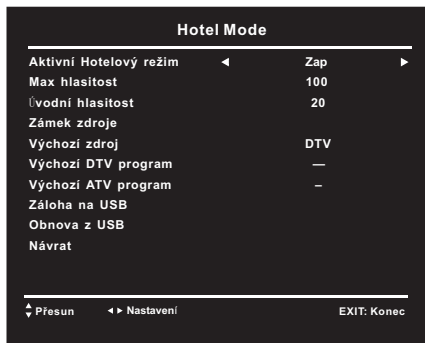 Hotel Mode
Aktivní Hotelový režim ◄ Zap ►
Max hlasitost 100
Úvodní hlasitost 20
Zámek zdroje
Výchozí zdroj DTV
Výchozí DTV program —
Výchozí ATV program –
Záloha na USB
Obnova z USB
Návrat
Přesun ◄ ► Nastavení EXIT: Konec